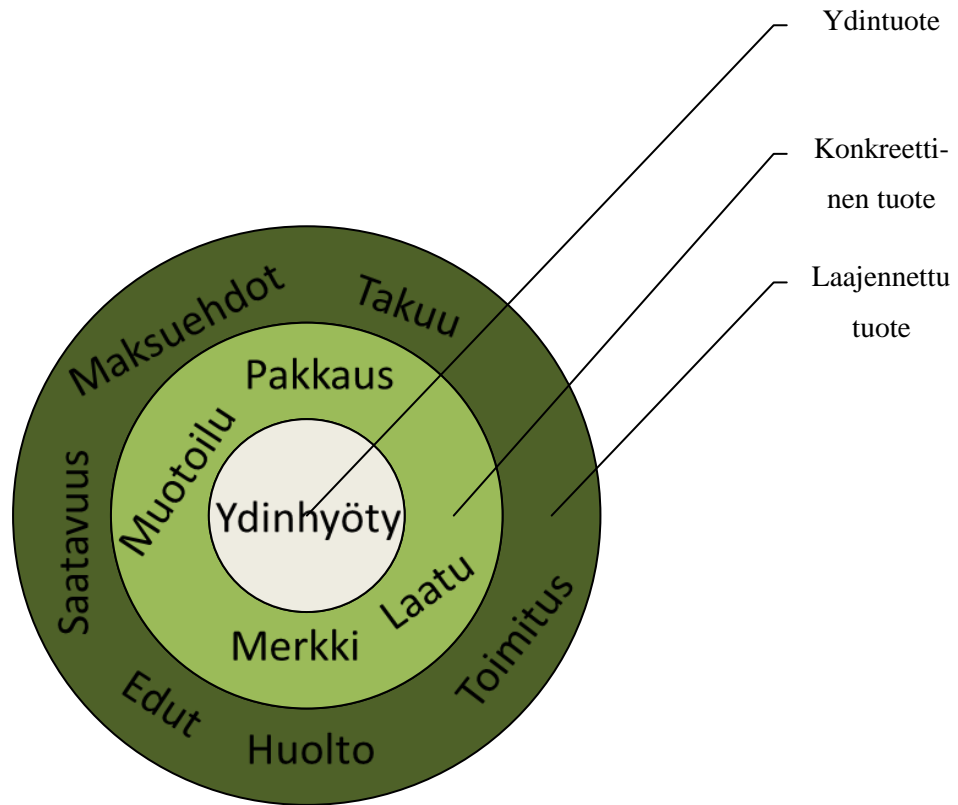 Ydintuote
Konkreetti-
nen tuote
Laajennettu
tuote
Maksuehdot
Takuu
Pakkaus
Muotoilu
Saatavuus
Ydinhyöty
Laatu
Merkki
Toimitus
Edut
Huolto